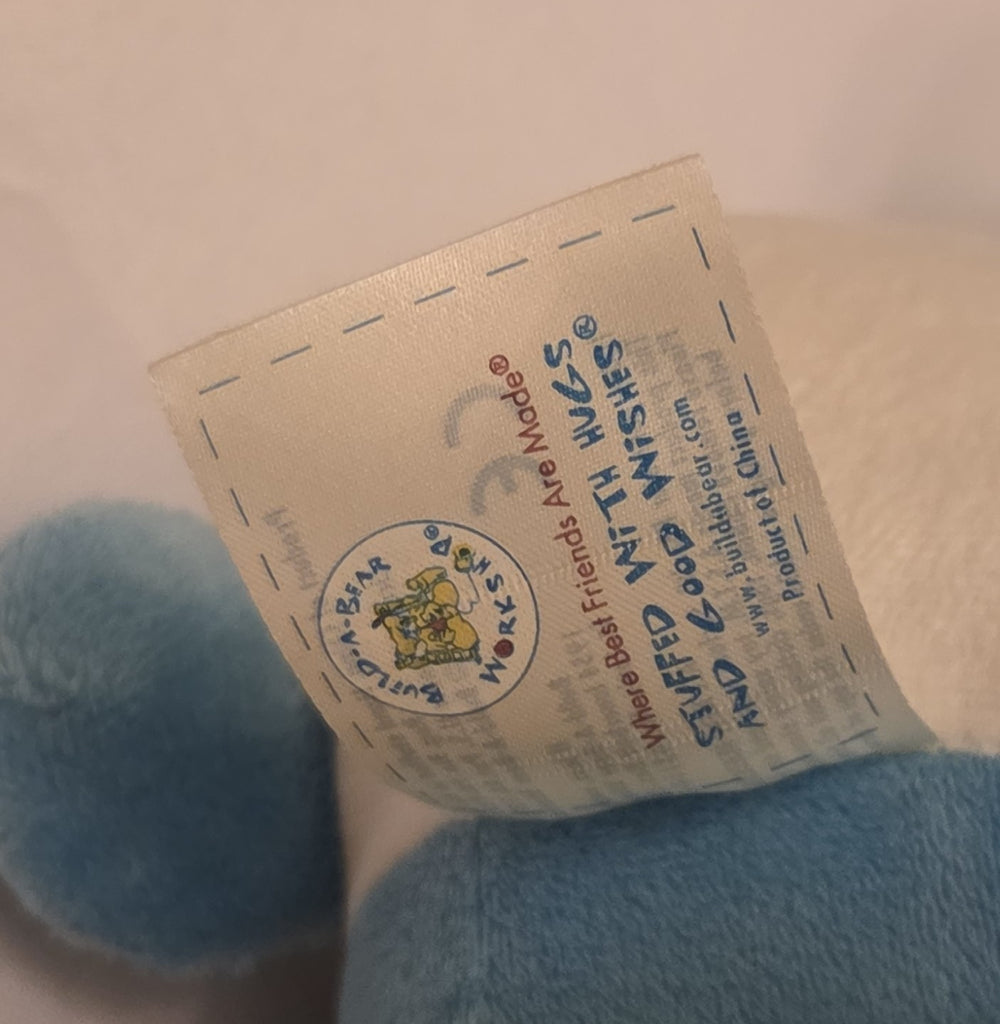 BUILD-A-BEAR
WORKSHOP®
Where Best Friends Are Made®
STUFFED WITH HUGS
AND GOOD WISHES®
www.buildabear.com
Product of China